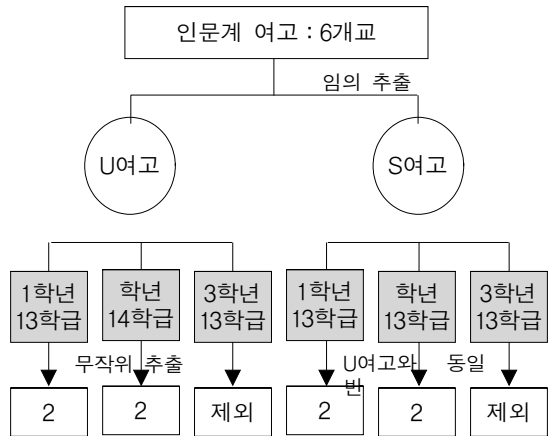 인문계 여고 : 6개교
임의 추출
U여고
S여고
1학년 학년 3학년 1학년 학년 3학년
13학급 14학급 13학급 13학급 13학급 13학급
무작위 추출 U여고와 동일
반
2 2 제외 2 2 제외